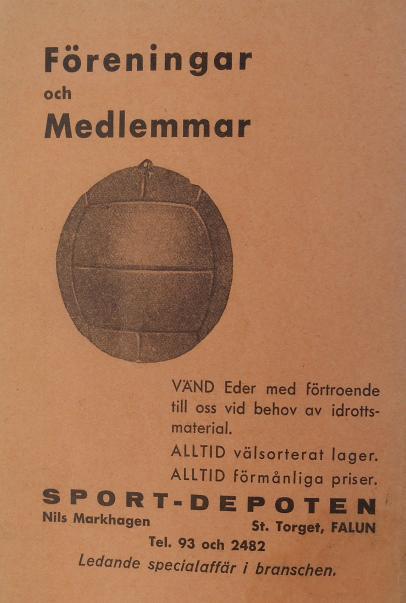 Föreningar
och
Medlemmar
VÄND Eder med förtroende
till oss vid behov av idrotts-
material.
ALLTID välsorterat lager.
ALLTID förmånliga priser.
SPORT-DEPOTEN
Nils Markhagen St. Torget, FALUN
Tel. 93 och 2482
Ledande specialaffär i branschen.